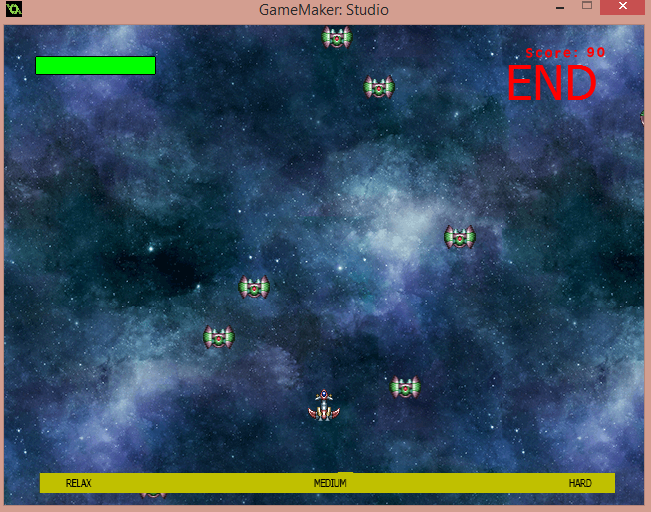 GameMaker: Studio
Score: 90
END
RELAX MEDIUM HARD